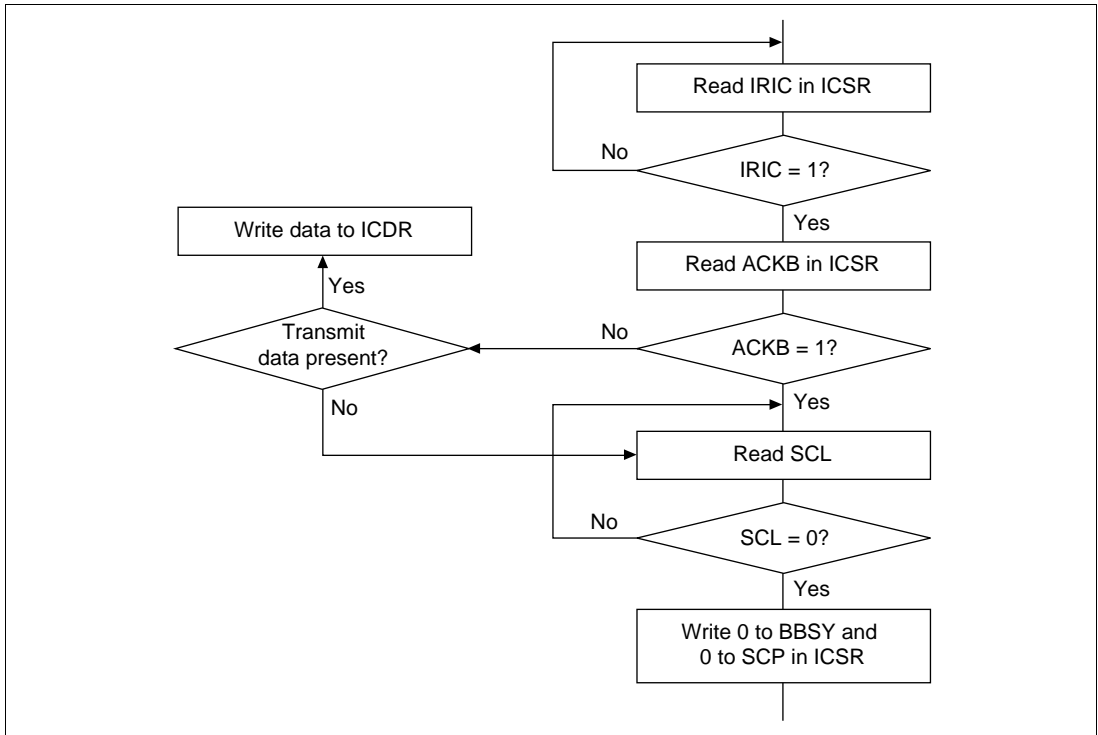 Read IRIC in ICSR
No
IRIC = 1?
Yes
Write data to ICDR
Read ACKB in ICSR
Yes
Transmit
data present?
No
ACKB = 1?
Yes
No
Read SCL
No
SCL = 0?
Yes
Write 0 to BBSY and
0 to SCP in ICSR